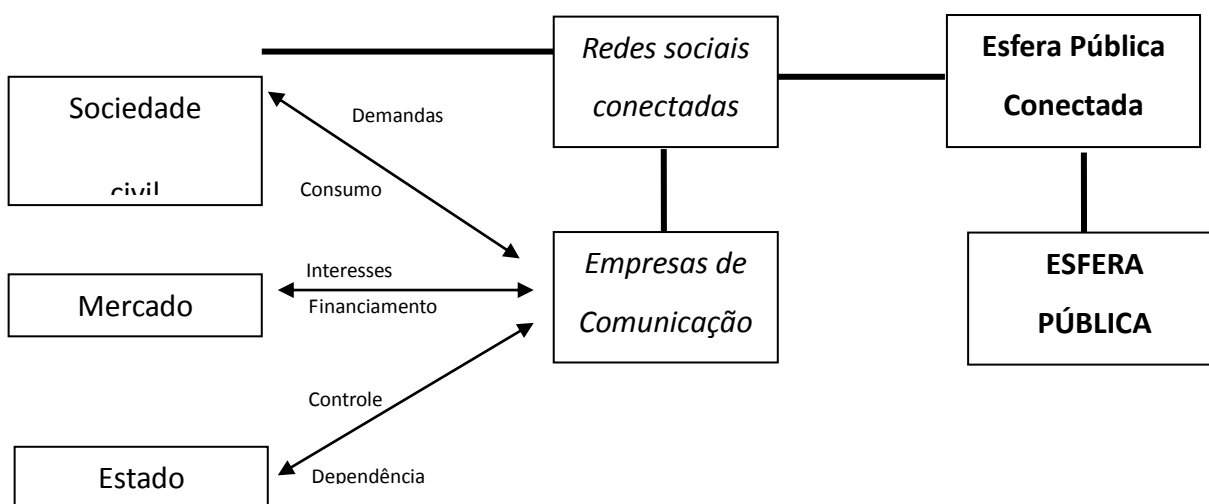 Redes sociais
conectadas
Esfera Pública
Conectada
Sociedade
civil
Demandas
Consumo
Mercado
Interesses
Financiamento
Empresas de
Comunicação
ESFERA
PÚBLICA
Controle
Estado
Dependência